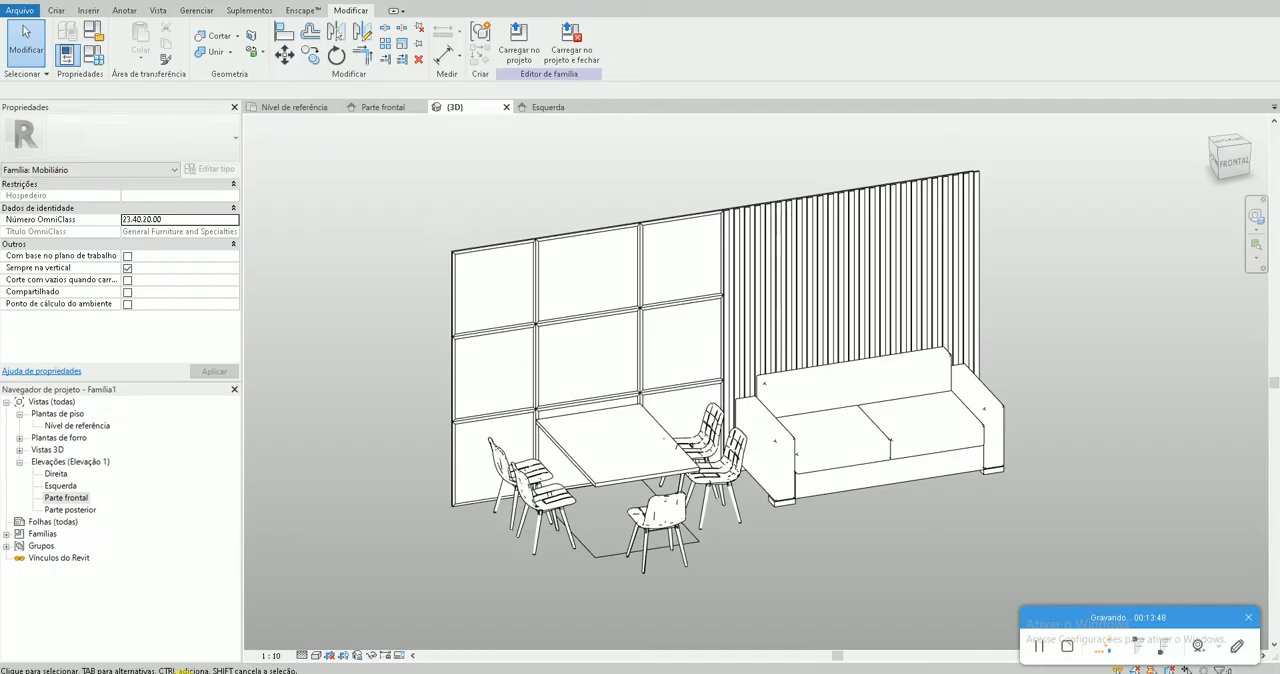 Arquivo Criar Inserir Anotar Vista Gerenciar Suplementos Enscape™ Modificar
Modificar
Colar
Cortar
Unir
Carregar no projeto
Carregar no projeto e fechar
Selecionar Propriedades Área de transferência Geometria Modificar Medir Criar Editor de família
Propriedades
Nível de referência Parte frontal {3D} Esquerda
Família: Mobiliário Editar tipo
Restrições
Hospedeiro
Dados de identidade
Número OmniClass 23.40.20.00
Título OmniClass General Furniture and Specialties
Outros
Com base no plano de trabalho
Sempre na vertical
Corte com vazios quando carr...
Compartilhado
Ponto de cálculo do ambiente
Ajuda de propriedades Aplicar
Navegador de projeto - Família1
Vistas (todas)
Plantas de piso
Nível de referência
Plantas de forro
Vistas 3D
Elevações (Elevação 1)
Direita
Esquerda
Parte frontal
Parte posterior
Folhas (todas)
Famílias
Grupos
Vínculos do Revit
FRONTAL
1 : 10
Gravando... 00:13:48
Ativar o Windows
Acesse Configurações para ativar o Windows.
Clique para selecionar, TAB para alternativas, CTRL adiciona, SHIFT cancela a seleção.
:0